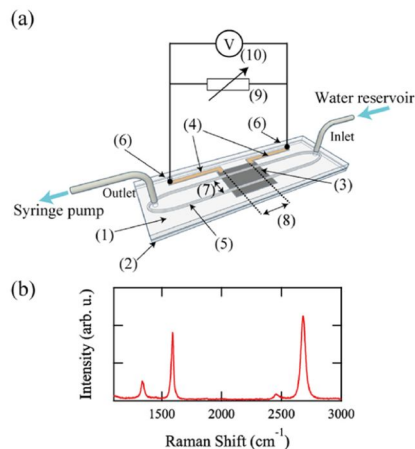 (a)
V
(10)
(9)
Water reservoir
(6)
(4)
(6)
Inlet
Outlet
(7)
(3)
Syringe pump
(8)
(1)
(5)
(2)
(b)
Intensity (arb. u.)
1500
2000
2500
3000
Raman Shift (cm⁻¹)